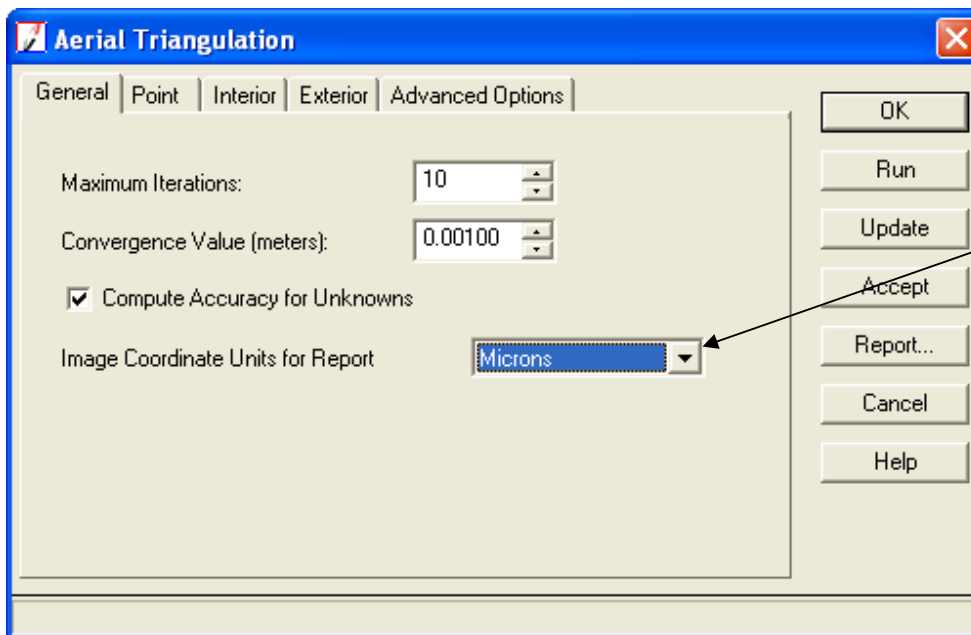 Aerial Triangulation
General Point Interior Exterior Advanced Options
OK
Maximum Iterations: 10
Run
Convergence Value (meters): 0.00100
Update
Compute Accuracy for Unknowns
Accept
Image Coordinate Units for Report Microns
Report...
Cancel
Help